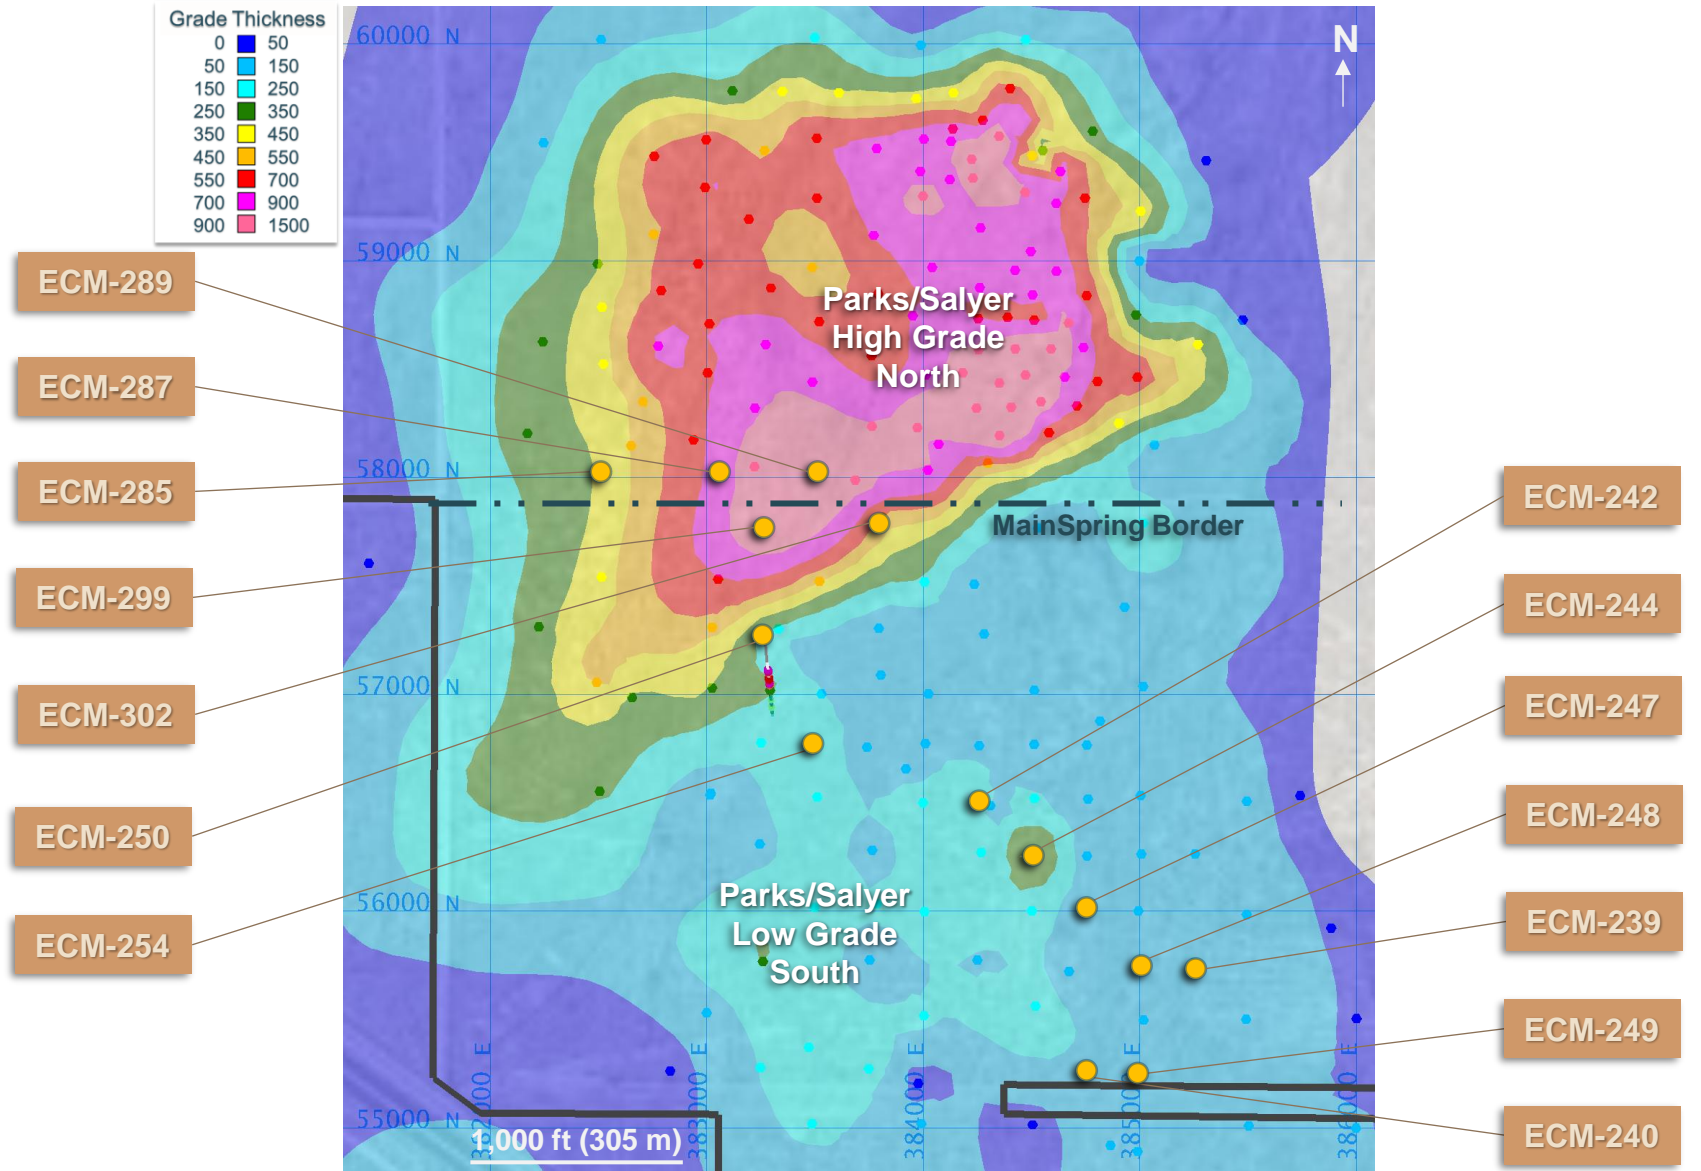 Grade Thickness
0 50
50 150
150 250
250 350
350 450
450 550
550 700
700 900
900 1500
60000 N
N
59000 N
58000 N
57000 N
56000 N
55000 N
ECM-289
ECM-287
ECM-285
ECM-299
ECM-302
ECM-250
ECM-254
Parks/Salyer
High Grade
North
MainSpring Border
Parks/Salyer
Low Grade
South
ECM-242
ECM-244
ECM-247
ECM-248
ECM-239
ECM-249
ECM-240
383000 E
384000 E
385000 E
386000 E
1,000 ft (305 m)